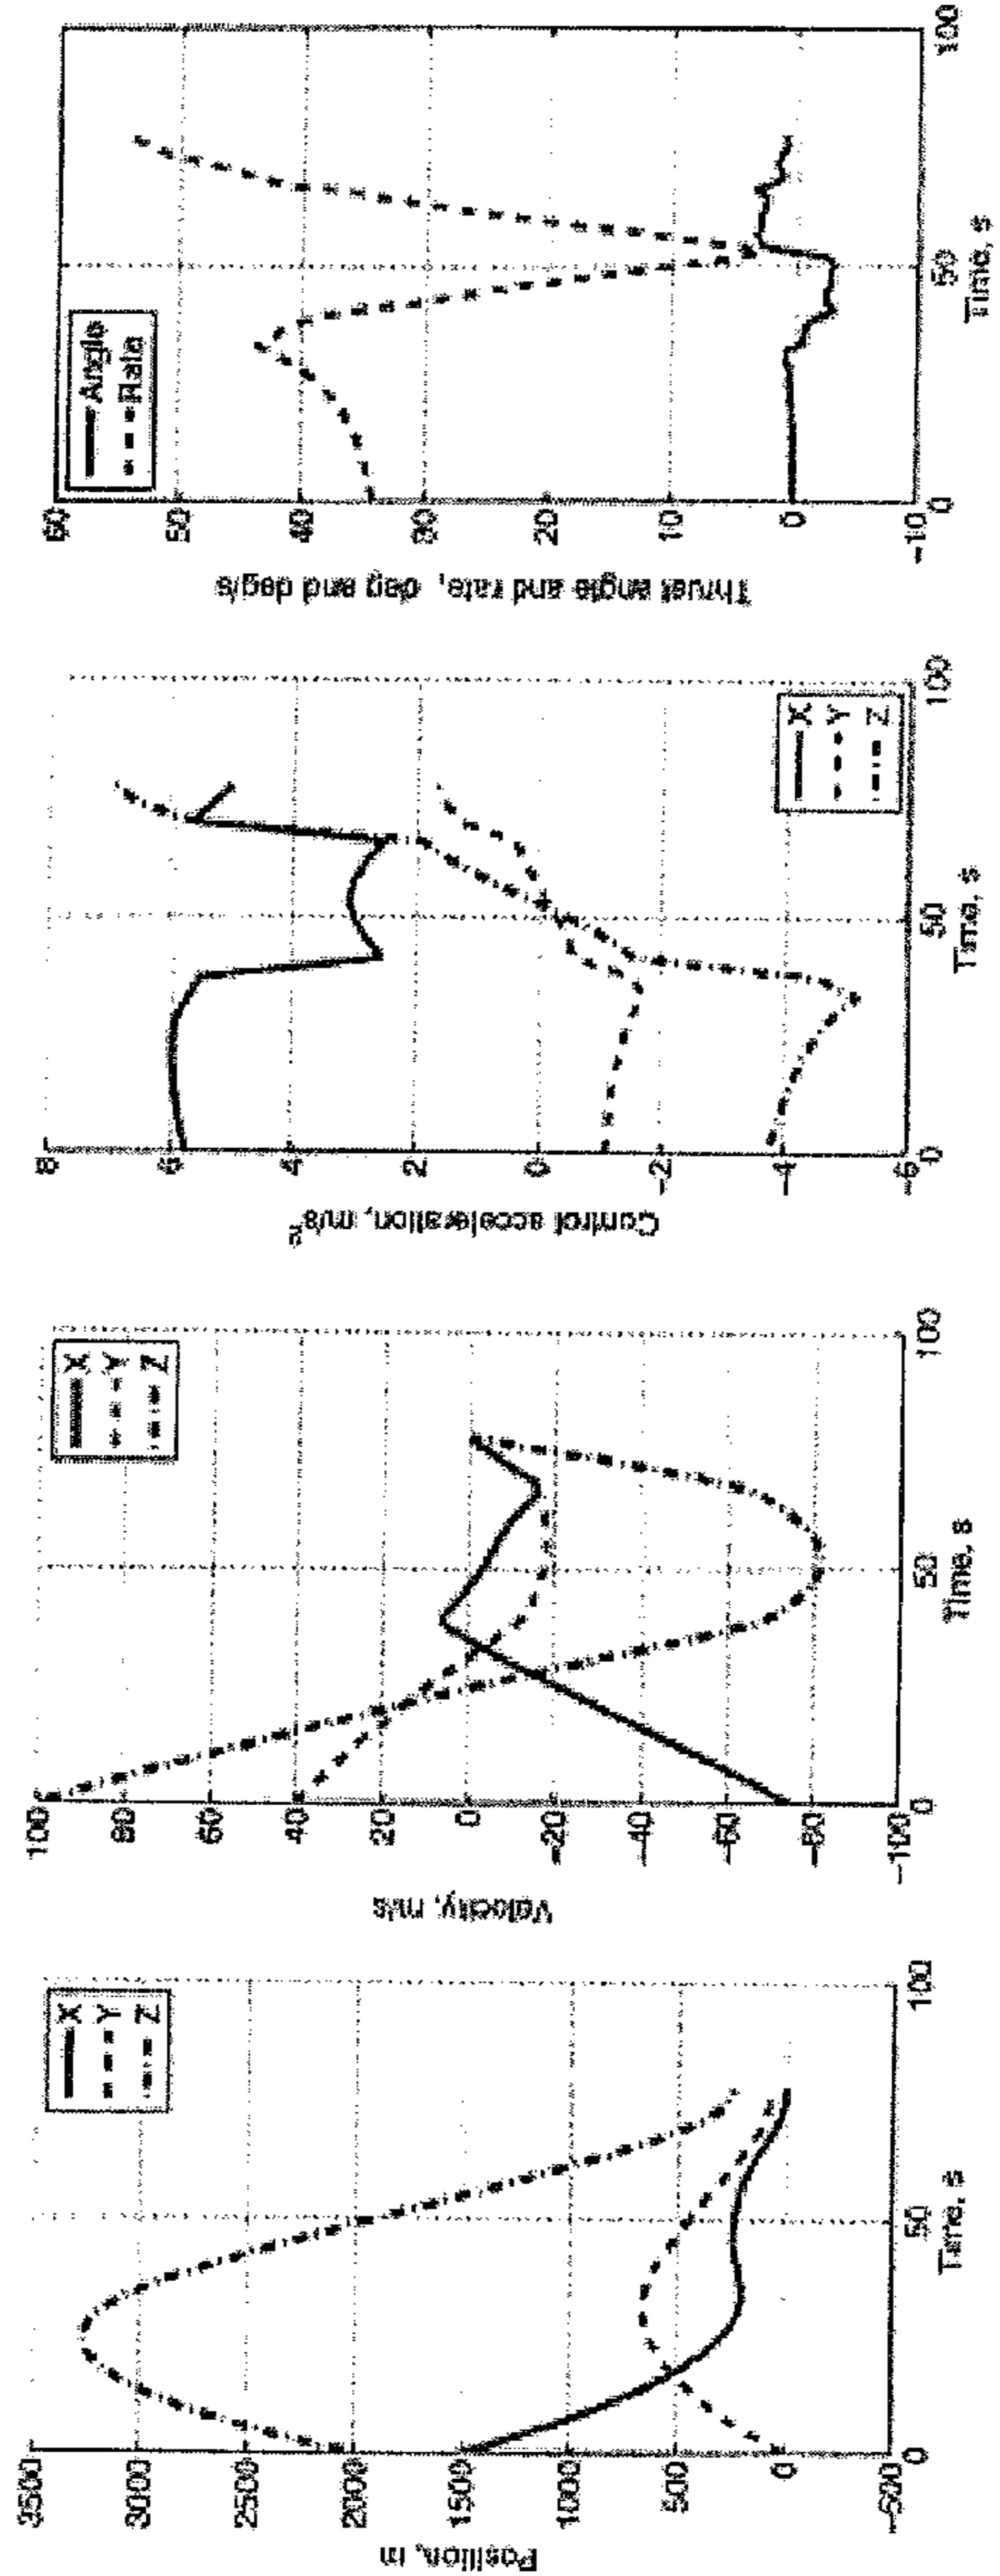 3500
3000
2500
2000
1500
1000
500
0
-500
Position, m
0
50
100
Time, s
X
Y
Z
100
80
60
40
20
0
-20
-40
-60
-80
-100
Velocity, m/s
0
50
100
Time, s
X
Y
Z
8
6
4
2
0
-2
-4
-6
Control acceleration, m/s²
0
50
100
Time, s
X
Y
Z
60
50
40
30
20
10
0
-10
Thrust angle and rate, deg and deg/s
0
50
100
Time, s
Angle
Rate